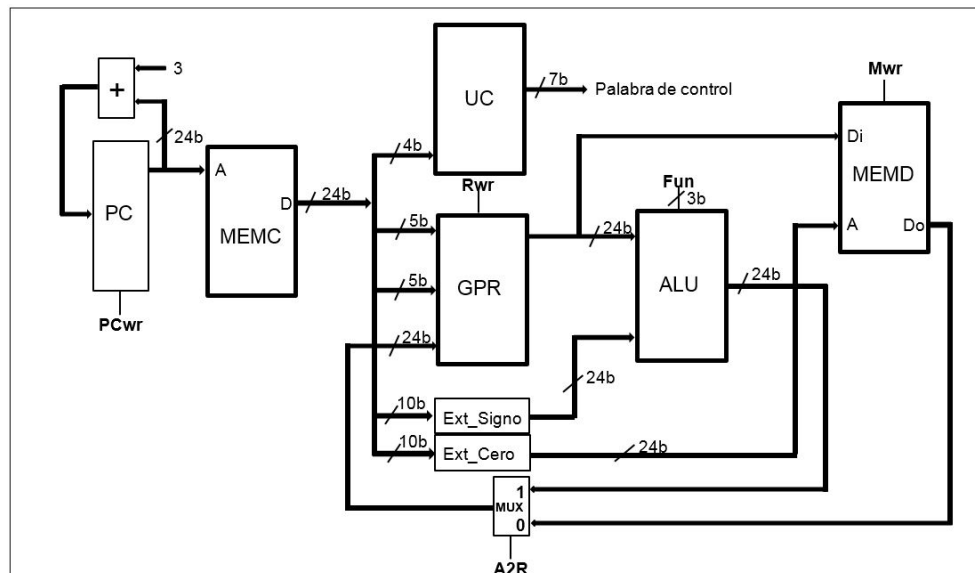 3
+
24b
PC
PCwr
A
D
MEMC
24b
UC
4b
7b
Palabra de control
Rwr
5b
5b
24b
GPR
24b
Fun
3b
ALU
24b
Mwr
Di
MEMD
A
Do
10b
Ext_Signo
24b
10b
Ext_Cero
24b
1
MUX
0
A2R